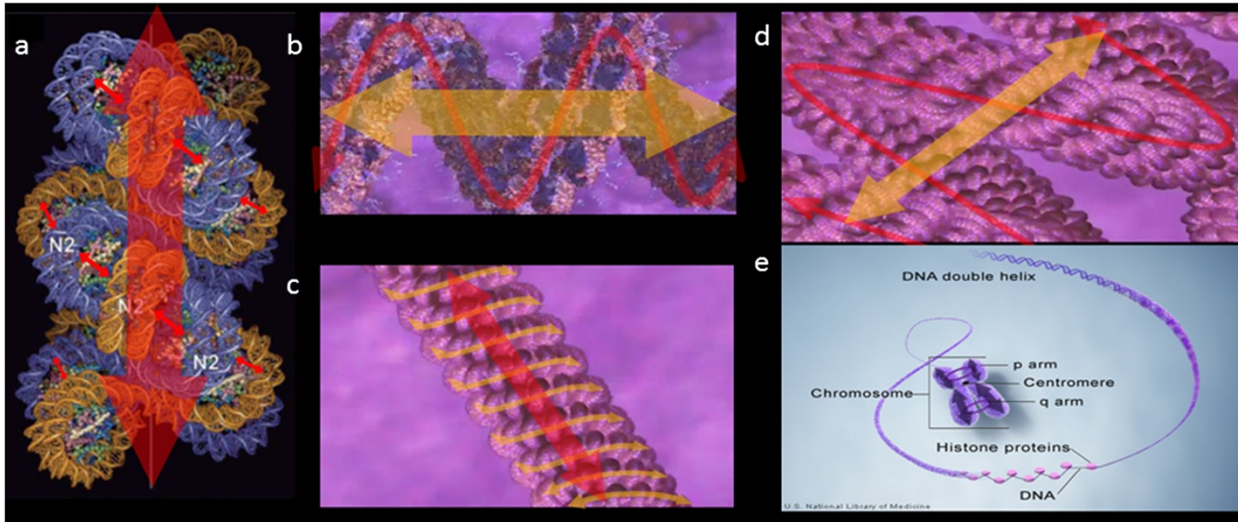 a
N2
N2
N2
b
c
d
e
DNA double helix
p arm
Centromere
q arm
Chromosome
Histone proteins
DNA
U.S. National Library of Medicine